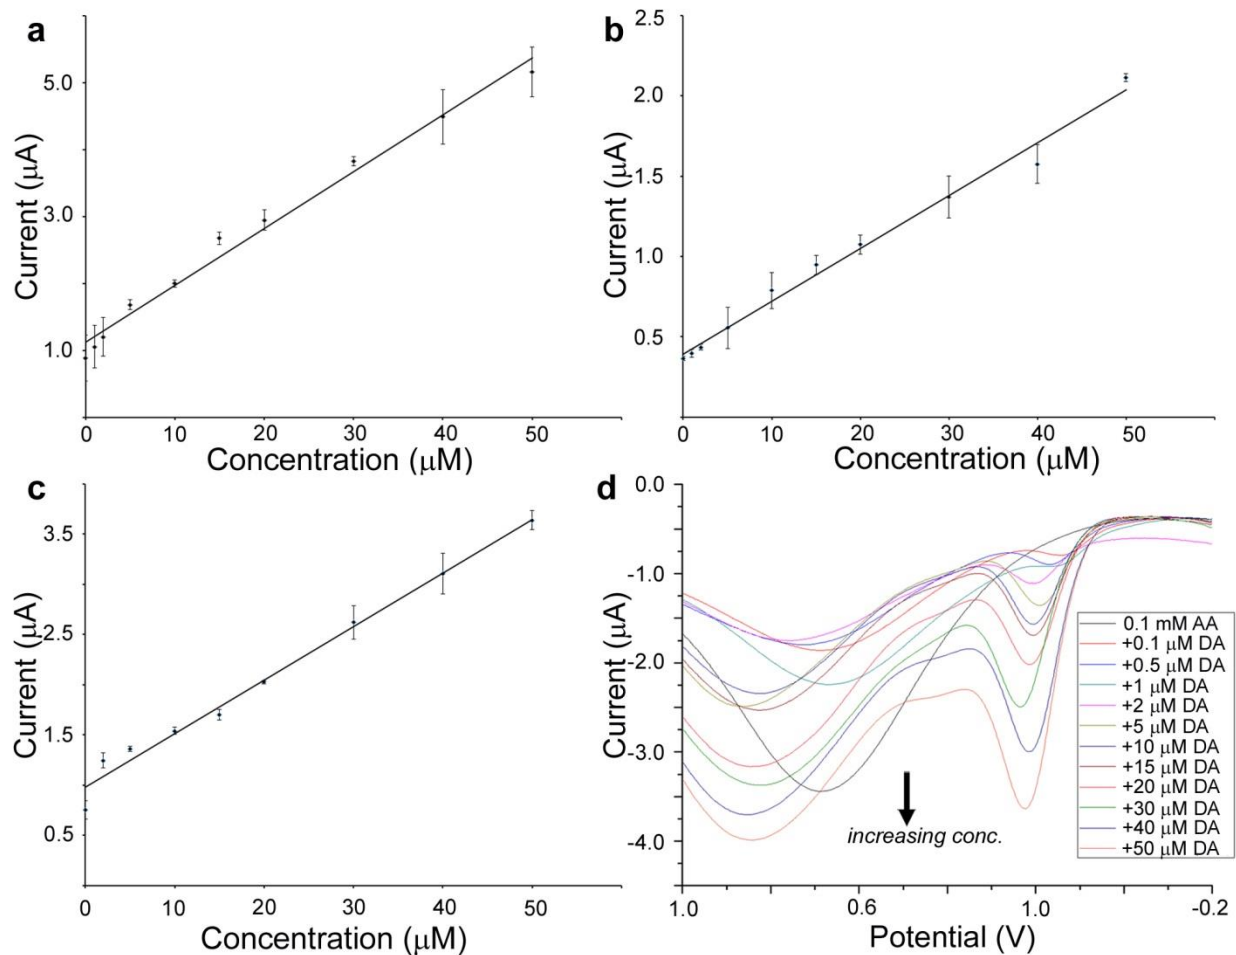 a
5.0
3.0
1.0
Current (μA)
0 10 20 30 40 50
Concentration (μM)
b
2.5
2.0
1.5
1.0
0.5
Current (μA)
0 10 20 30 40 50
Concentration (μM)
c
3.5
2.5
1.5
0.5
Current (μA)
0 10 20 30 40 50
Concentration (μM)
d
0.0
-1.0
-2.0
-3.0
-4.0
Current (μA)
increasing conc.
0.1 mM AA
+0.1 μM DA
+0.5 μM DA
+1 μM DA
+2 μM DA
+5 μM DA
+10 μM DA
+15 μM DA
+20 μM DA
+30 μM DA
+40 μM DA
+50 μM DA
1.0 0.6 1.0 -0.2
Potential (V)